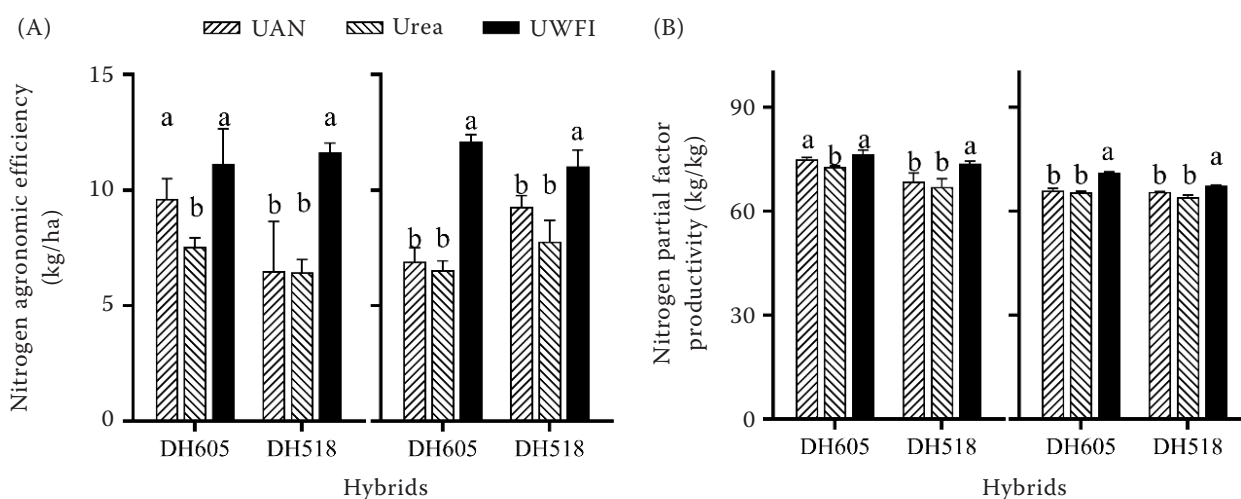 (A)
UAN Urea UWFI
(B)
Nitrogen agronomic efficiency
(kg/ha)
15
10
5
0
a a
b
a
b b
a
b b
a
b b
DH605 DH518 DH605 DH518
Hybrids
Nitrogen partial factor
productivity (kg/kg)
90
60
30
0
a b a
b b a
b b a
b b a
DH605 DH518 DH605 DH518
Hybrids